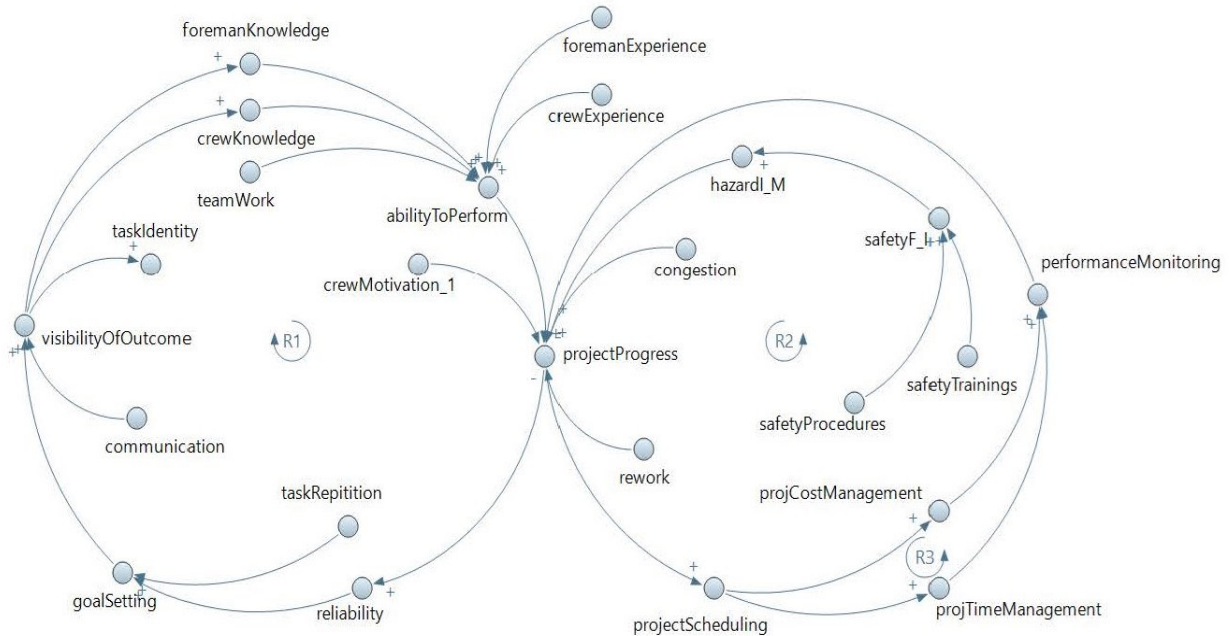 foremanKnowledge
foremanExperience
crewExperience
crewKnowledge
teamWork
hazardI_M
abilityToPerform
taskIdentity
safetyF_I
congestion
performanceMonitoring
crewMotivation_1
visibilityOfOutcome
R1
projectProgress
R2
safetyTrainings
safetyProcedures
communication
rework
taskRepitition
projCostManagement
R3
goalSetting
reliability
projectScheduling
projTimeManagement